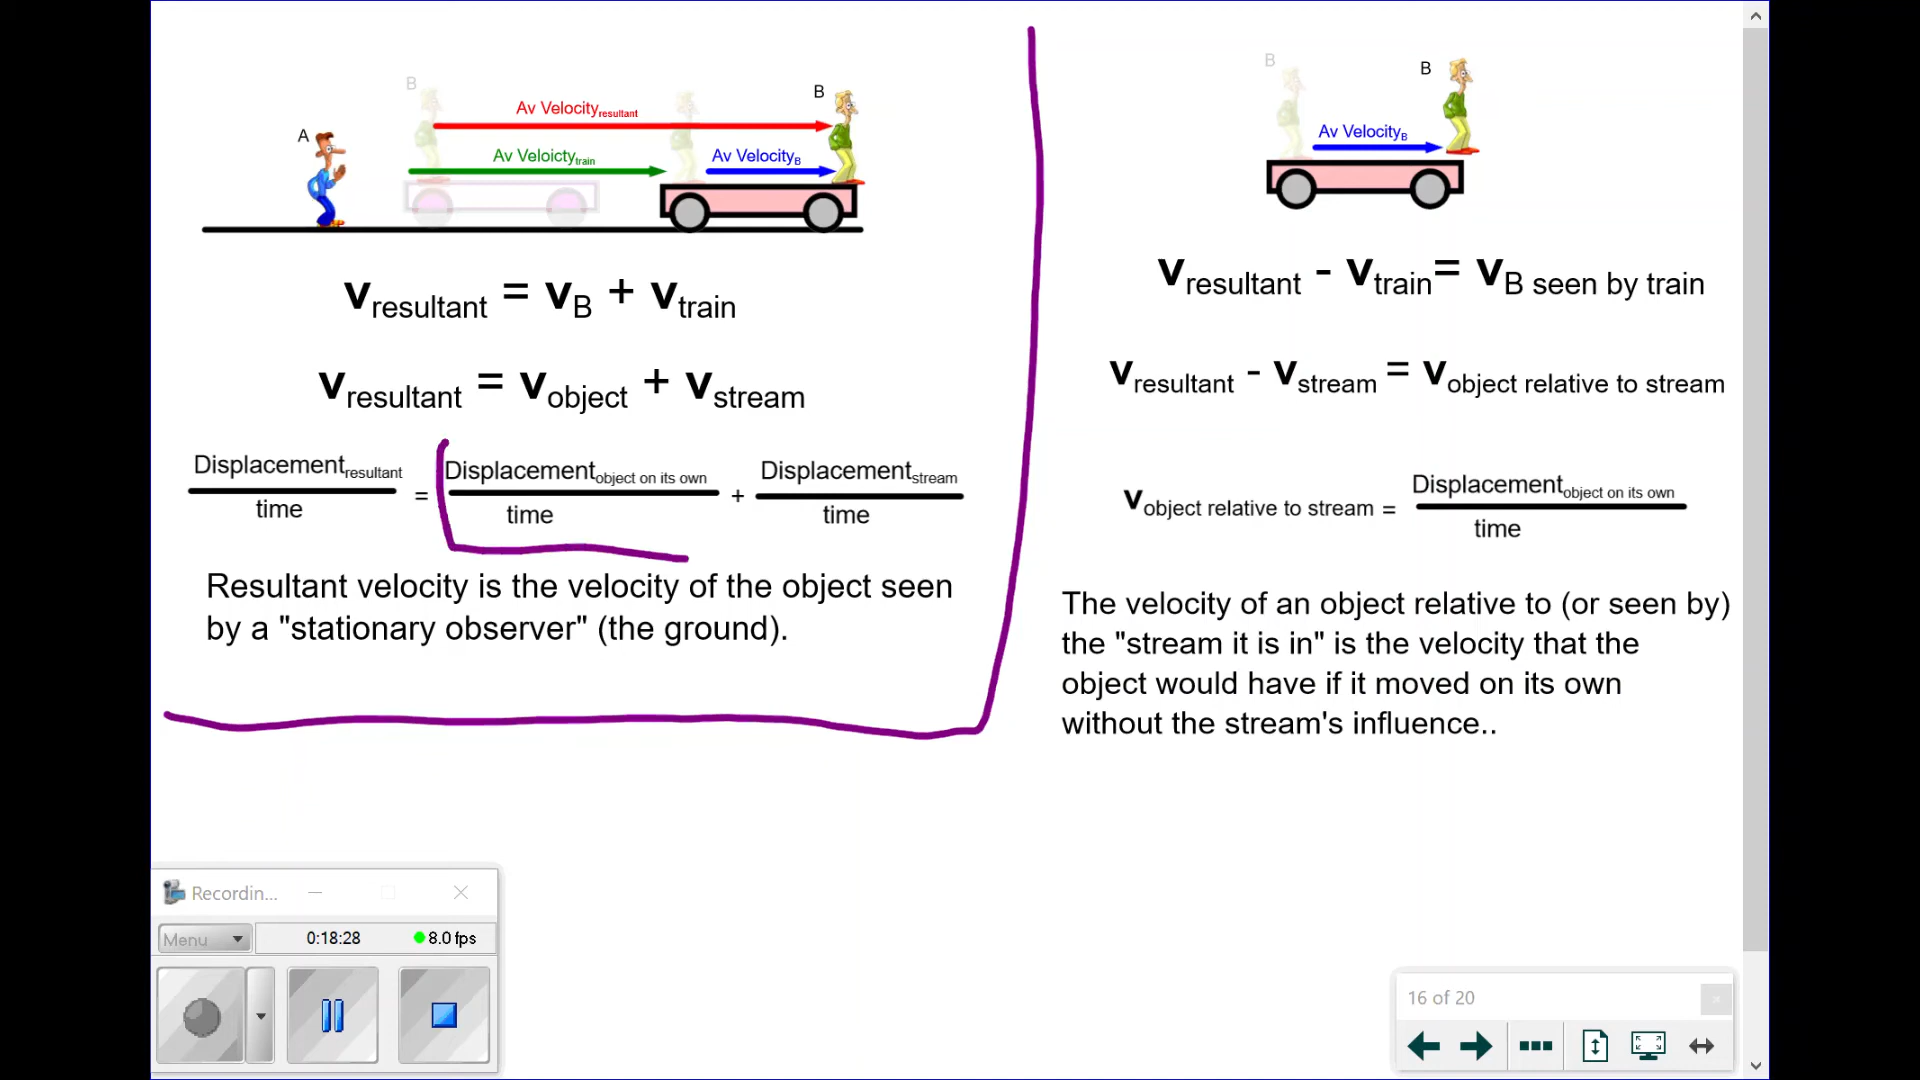 B
Av Velocity resultant
B
A
Av Veloicty train
Av Velocity B
v resultant = v B + v train
v resultant = v object + v stream
Displacement resultant / time = Displacement object on its own / time + Displacement stream / time
Resultant velocity is the velocity of the object seen
by a "stationary observer" (the ground).
B
B
Av Velocity B
v resultant - v train = v B seen by train
v resultant - v stream = v object relative to stream
v object relative to stream = Displacement object on its own / time
The velocity of an object relative to (or seen by)
the "stream it is in" is the velocity that the
object would have if it moved on its own
without the stream's influence..
Recordin...
Menu 0:18:28 8.0 fps
16 of 20